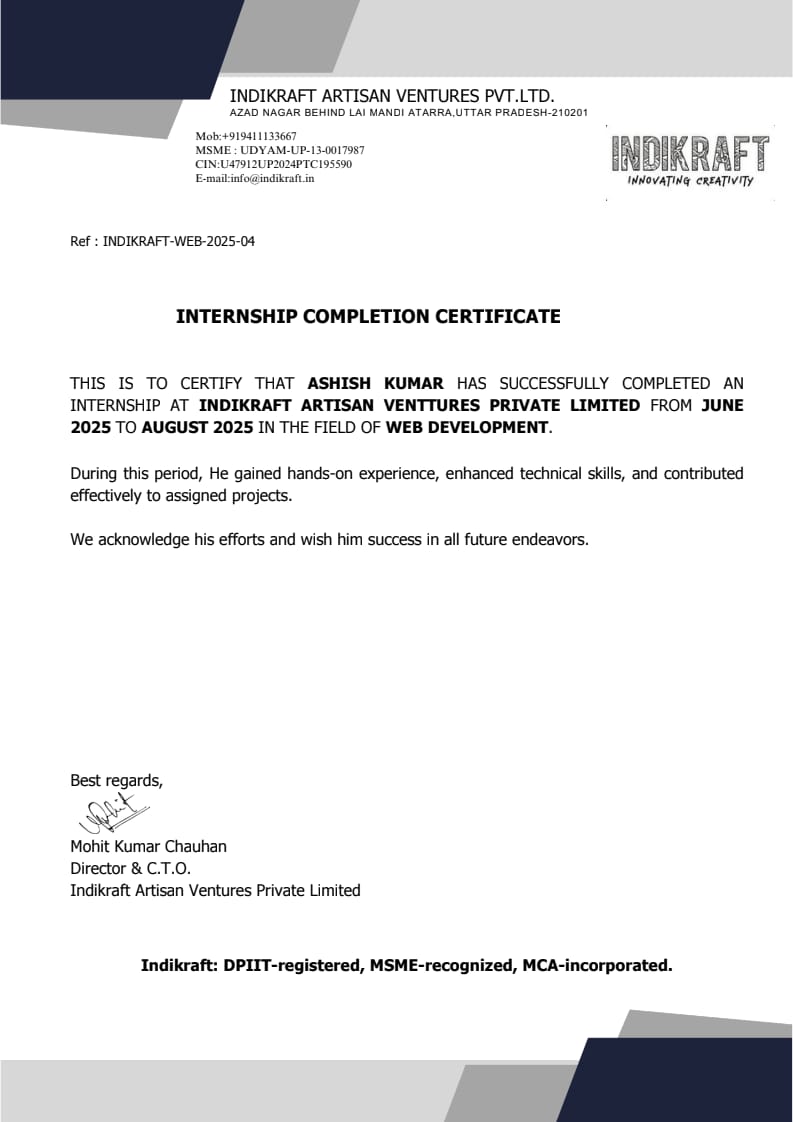 INDIKRAFT ARTISAN VENTURES PVT.LTD.
AZAD NAGAR BEHIND LAI MANDI ATARRA,UTTAR PRADESH-210201
Mob:+919411133667
MSME : UDYAM-UP-13-0017987
CIN:U47912UP2024PTC195590
E-mail:info@indikraft.in
INDIKRAFT
INNOVATING CREATIVITY
Ref : INDIKRAFT-WEB-2025-04
INTERNSHIP COMPLETION CERTIFICATE
THIS IS TO CERTIFY THAT ASHISH KUMAR HAS SUCCESSFULLY COMPLETED AN
INTERNSHIP AT INDIKRAFT ARTISAN VENTTURES PRIVATE LIMITED FROM JUNE
2025 TO AUGUST 2025 IN THE FIELD OF WEB DEVELOPMENT.
During this period, He gained hands-on experience, enhanced technical skills, and contributed
effectively to assigned projects.
We acknowledge his efforts and wish him success in all future endeavors.
Best regards,
Mohit Kumar Chauhan
Director & C.T.O.
Indikraft Artisan Ventures Private Limited
Indikraft: DPIIT-registered, MSME-recognized, MCA-incorporated.